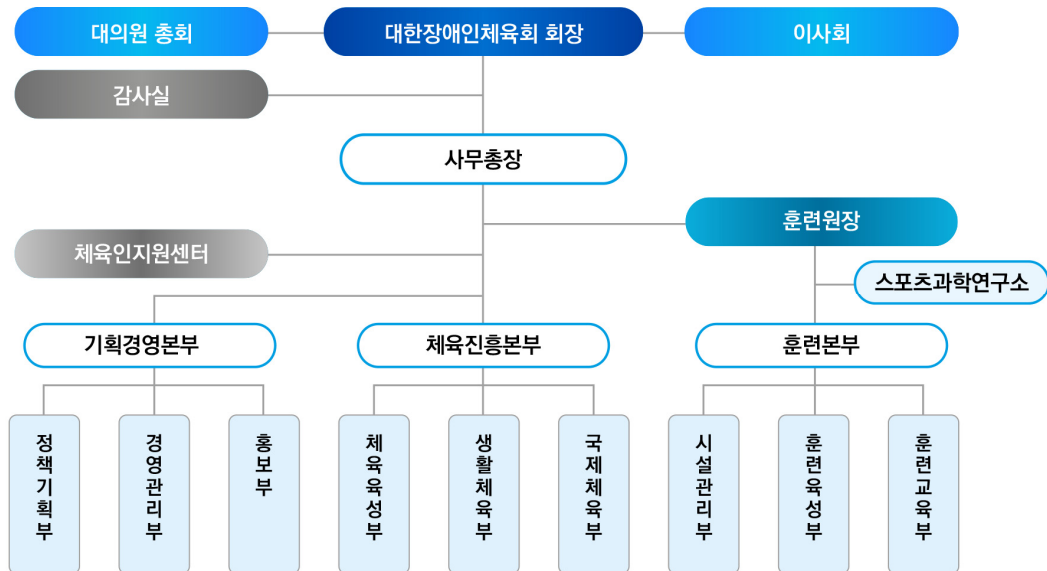 대의원 총회
대한장애인체육회 회장
이사회
감사실
사무총장
훈련원장
체육인지원센터
스포츠과학연구소
기획경영본부
체육진흥본부
훈련본부
정책기획부
경영관리부
홍보부
체육육성부
생활체육부
국제체육부
시설관리부
훈련육성부
훈련교육부